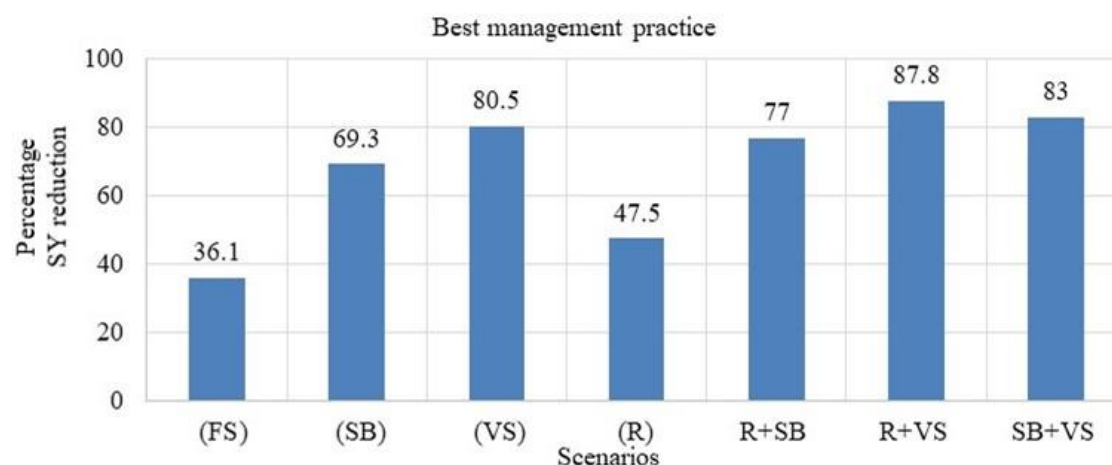 Best management practice
Percentage
SY reduction
100
80
60
40
20
0
36.1
69.3
80.5
47.5
77
87.8
83
(FS) (SB) (VS) (R) R+SB R+VS SB+VS
Scenarios